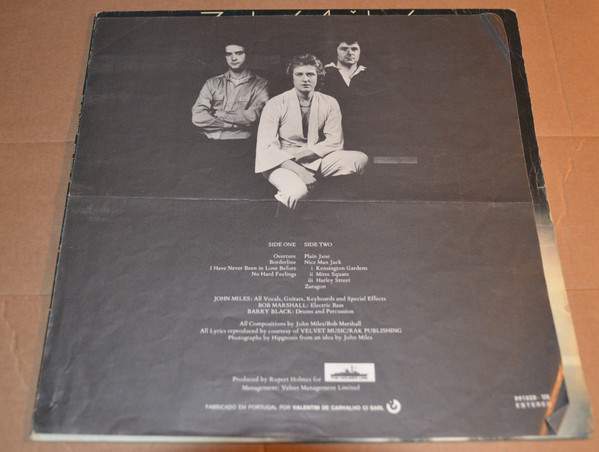 SIDE ONE
Overture
Borderline
I Have Never Been in Love Before
No Hard Feelings
SIDE TWO
Plain Jane
Nice Man Jack
i Kensington Gardens
ii Mitre Square
iii Harley Street
Zaragon
JOHN MILES: All Vocals, Guitars, Keyboards and Special Effects
BOB MARSHALL: Electric Bass
BARRY BLACK: Drums and Percussion
All Compositions by John Miles/Bob Marshall
All Lyrics reproduced by courtesy of VELVET MUSIC/RAK PUBLISHING
Photographs by Hipgnosis from an idea by John Miles
Produced by Rupert Holmes for
Management: Velvet Management Limited
FABRICADO EM PORTUGAL POR VALENTIM DE CARVALHO CI SARL
ESTEREO